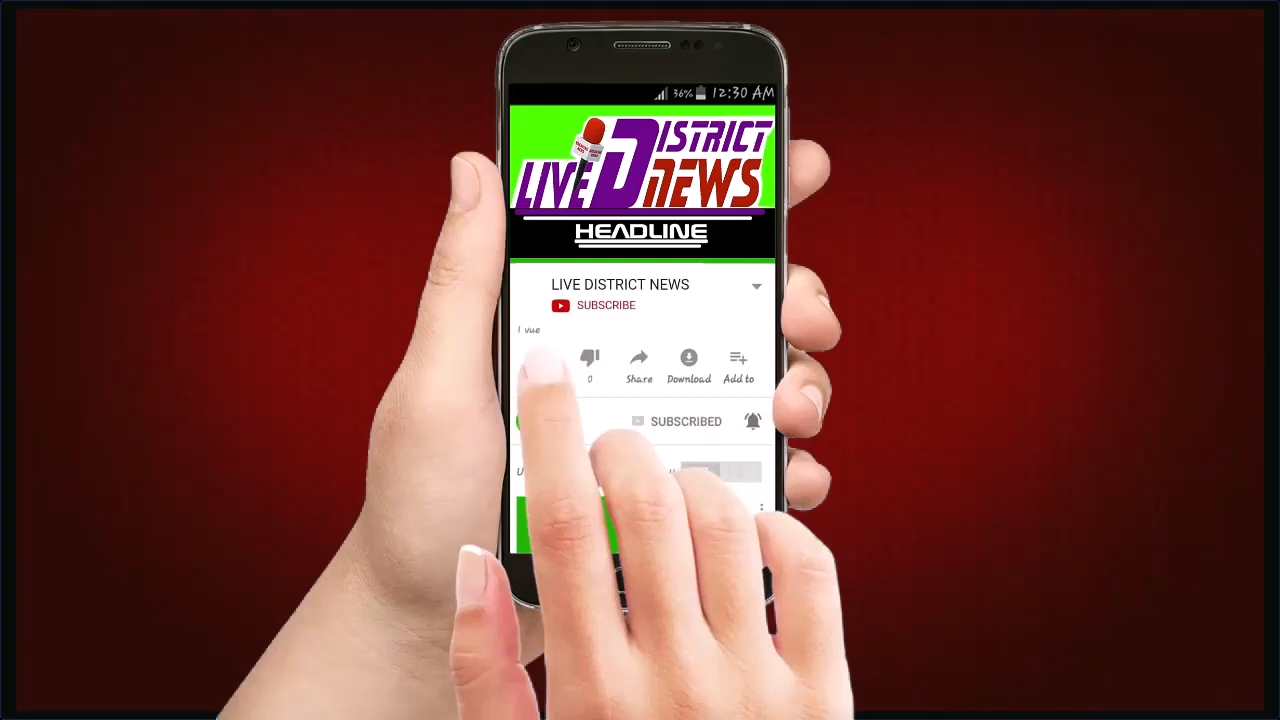 36% 12:30 AM
LIVE DISTRICT NEWS
HEADLINE
LIVE DISTRICT NEWS
SUBSCRIBE
1 vue
0 Share Download Add to
SUBSCRIBED